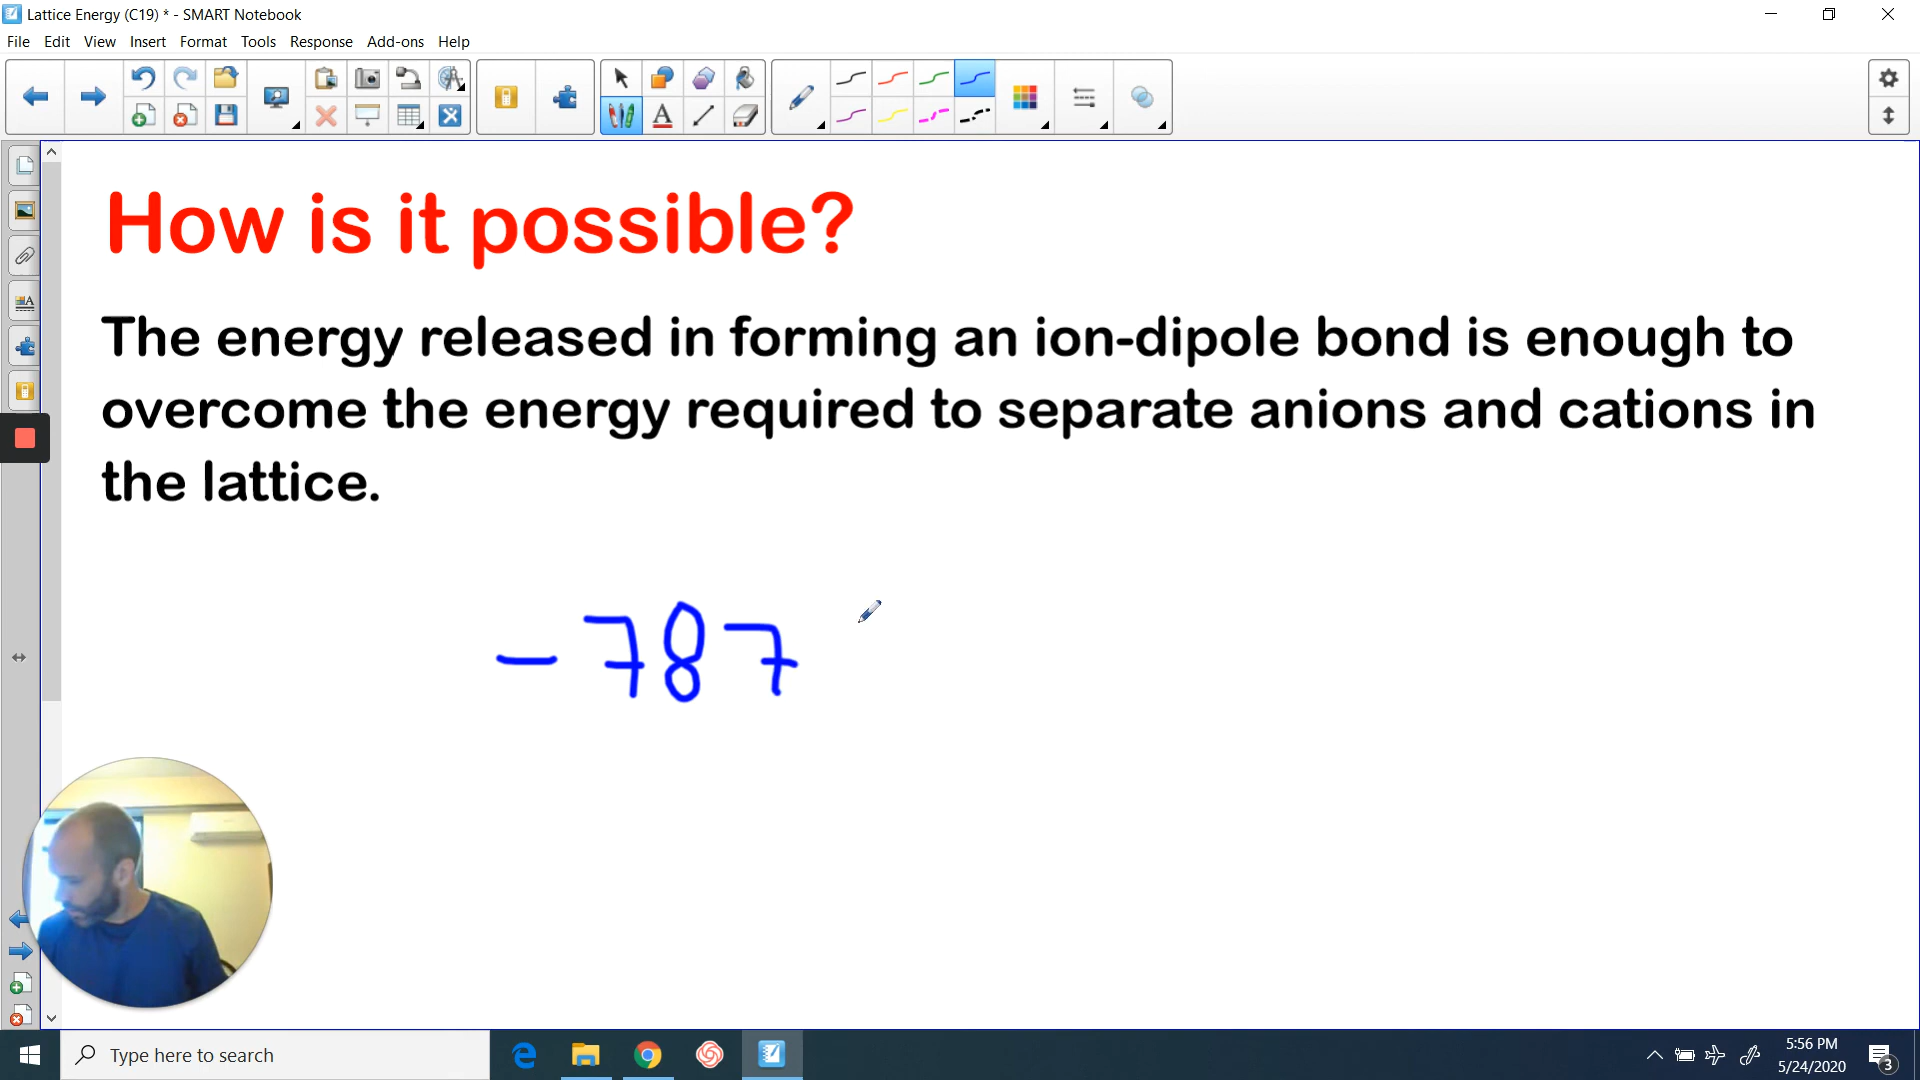 Lattice Energy (C19) * - SMART Notebook
File Edit View Insert Format Tools Response Add-ons Help
How is it possible?
The energy released in forming an ion-dipole bond is enough to
overcome the energy required to separate anions and cations in
the lattice.
-787
Type here to search
5:56 PM
5/24/2020
3